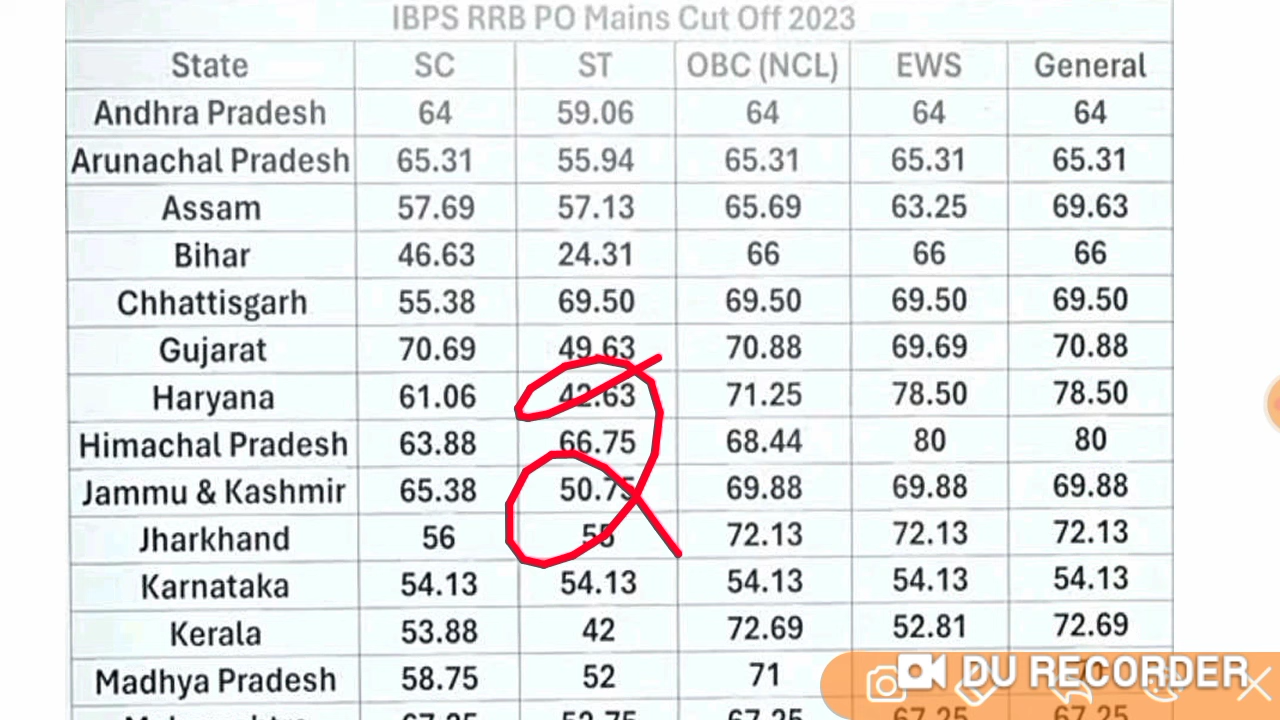 IBPS RRB PO Mains Cut Off 2023
State SC ST OBC (NCL) EWS General
Andhra Pradesh 64 59.06 64 64 64
Arunachal Pradesh 65.31 55.94 65.31 65.31 65.31
Assam 57.69 57.13 65.69 63.25 69.63
Bihar 46.63 24.31 66 66 66
Chhattisgarh 55.38 69.50 69.50 69.50 69.50
Gujarat 70.69 49.63 70.88 69.69 70.88
Haryana 61.06 42.63 71.25 78.50 78.50
Himachal Pradesh 63.88 66.75 68.44 80 80
Jammu & Kashmir 65.38 50.75 69.88 69.88 69.88
Jharkhand 56 55 72.13 72.13 72.13
Karnataka 54.13 54.13 54.13 54.13 54.13
Kerala 53.88 42 72.69 52.81 72.69
Madhya Pradesh 58.75 52 71
DU RECORDER
67.25 67.25 67.25